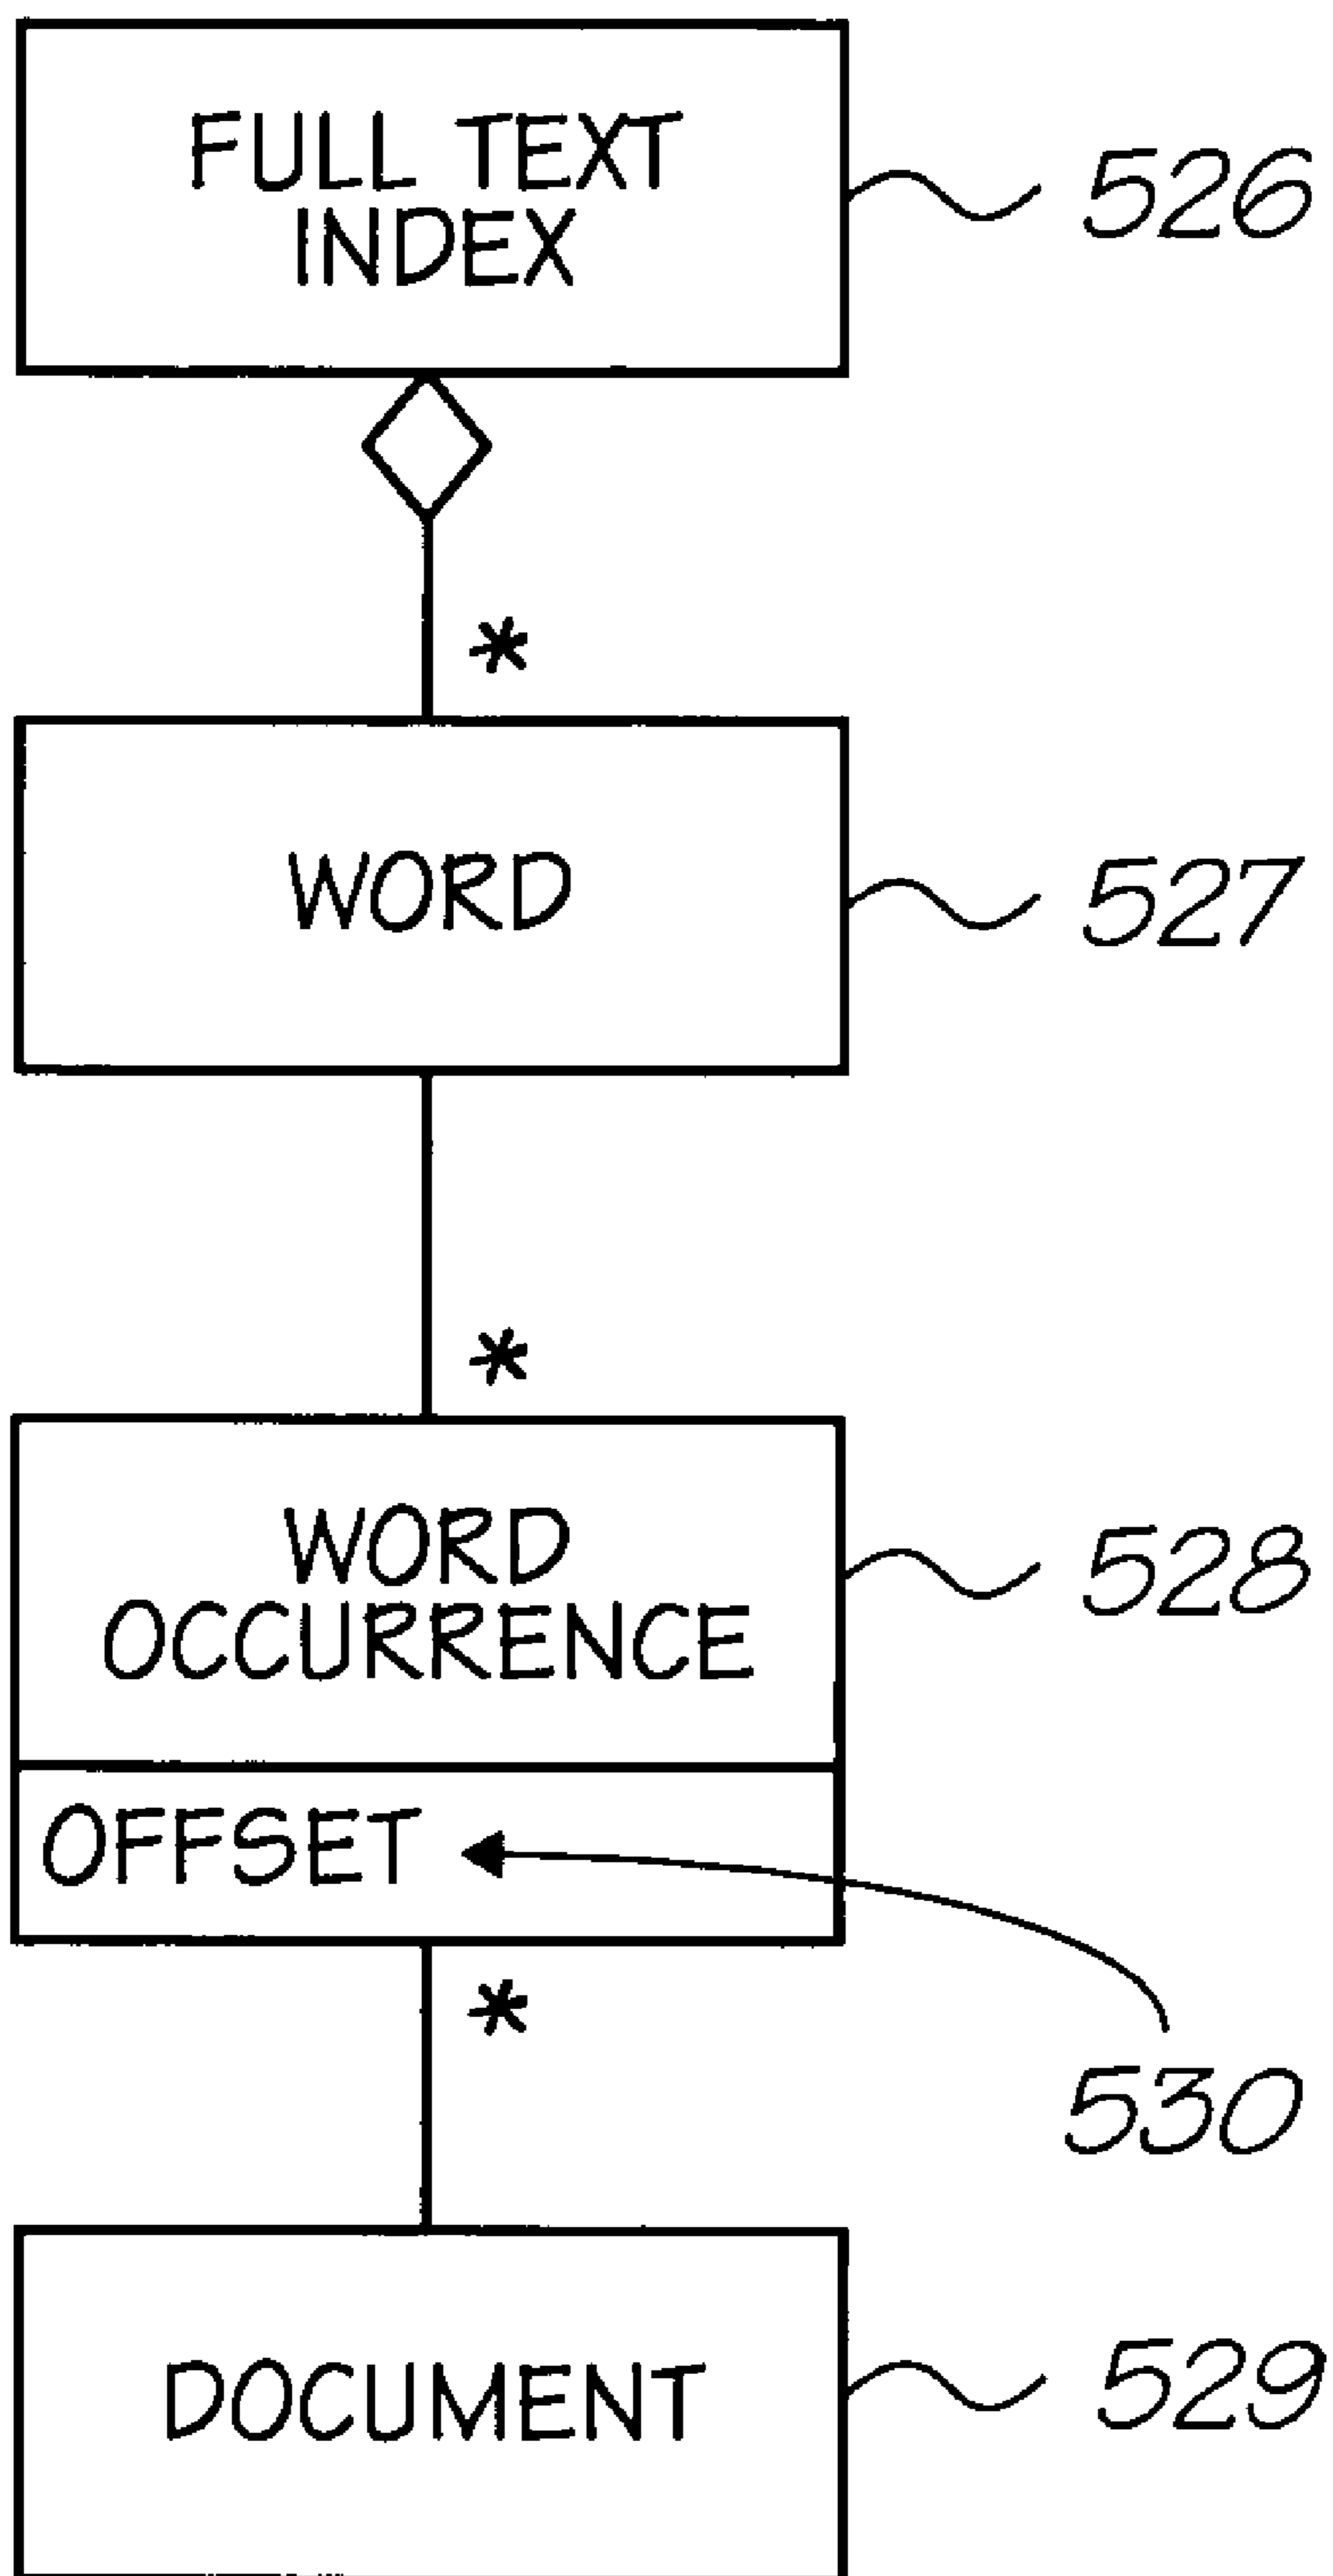 FULL TEXT
INDEX
526
*
WORD
527
*
WORD
OCCURRENCE
528
OFFSET
*
530
DOCUMENT
529